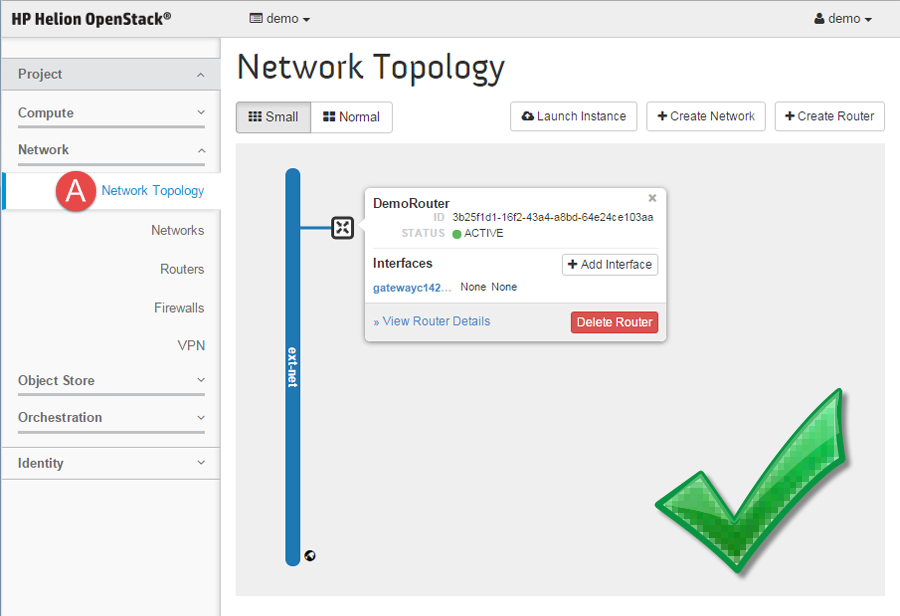 HP Helion OpenStack®
demo
demo
Project
Compute
Network
A
Network Topology
Networks
Routers
Firewalls
VPN
Object Store
Orchestration
Identity
Network Topology
Small
Normal
Launch Instance
+ Create Network
+ Create Router
ext-net
DemoRouter
×
ID 3b25f1d1-16f2-43a4-a8bd-64e24ce103aa
STATUS ACTIVE
Interfaces
+ Add Interface
gatewayc142... None None
» View Router Details
Delete Router